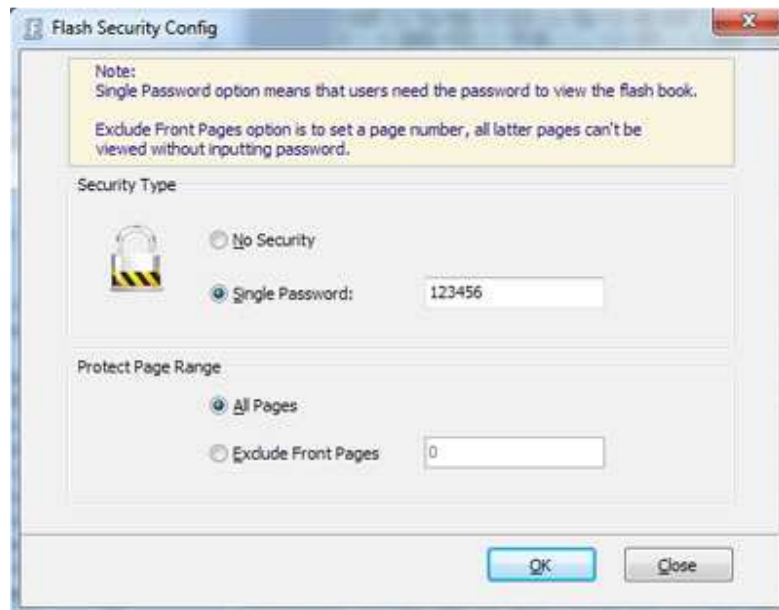 Flash Security Config
Note:
Single Password option means that users need the password to view the flash book.
Exclude Front Pages option is to set a page number, all latter pages can't be
viewed without inputting password.
Security Type
No Security
Single Password:
123456
Protect Page Range
All Pages
Exclude Front Pages
0
OK
Close